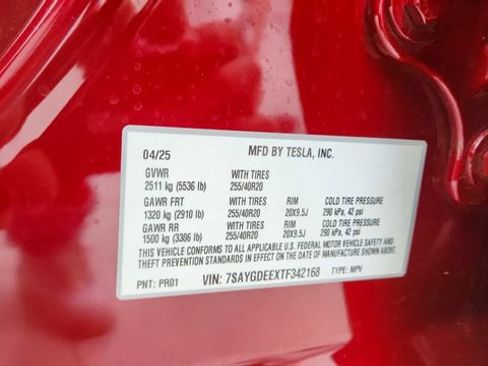 04/25 MFD BY TESLA, INC.
GVWR WITH TIRES
2511 kg (5536 lb) 255/40R20
GAWR FRT WITH TIRES RIM COLD TIRE PRESSURE
1320 kg (2910 lb) 255/40R20 20X9.5J 290 kPa, 42 psi
GAWR RR WITH TIRES RIM COLD TIRE PRESSURE
1500 kg (3306 lb) 255/40R20 20X9.5J 290 kPa, 42 psi
THIS VEHICLE CONFORMS TO ALL APPLICABLE U.S. FEDERAL MOTOR VEHICLE SAFETY AND
THEFT PREVENTION STANDARDS IN EFFECT ON THE DATE OF MANUFACTURE SHOWN ABOVE.
PNT: PR01 VIN: 7SAYGDEEXTF342168 TYPE: MPV